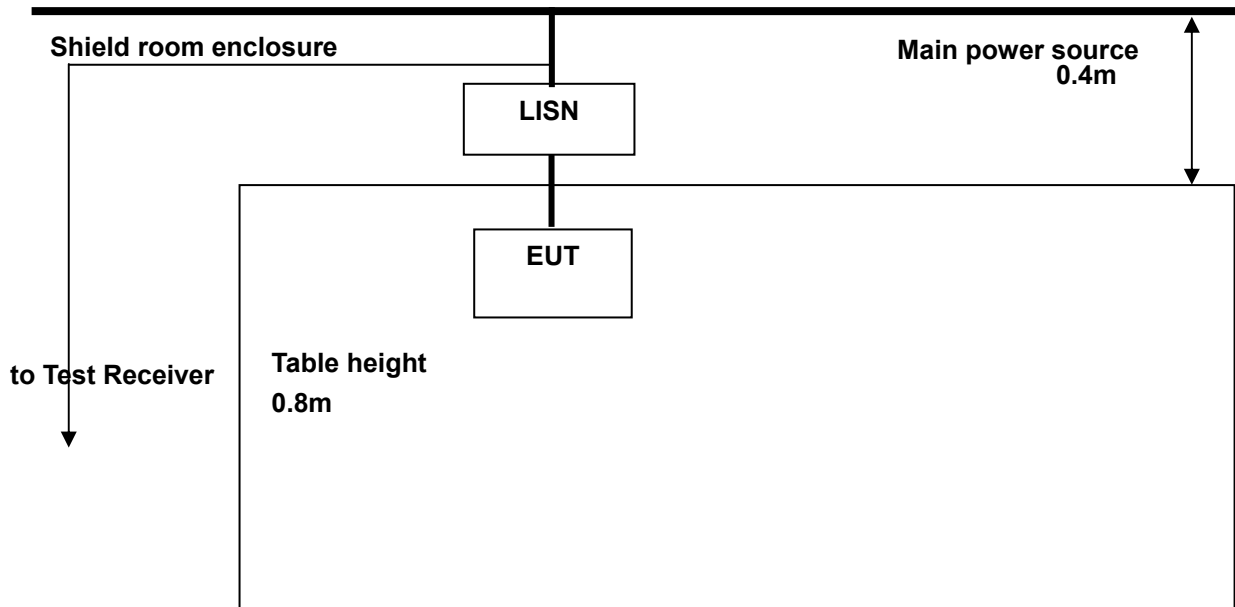 Shield room enclosure
Main power source
0.4m
LISN
EUT
Table height
0.8m
to Test Receiver